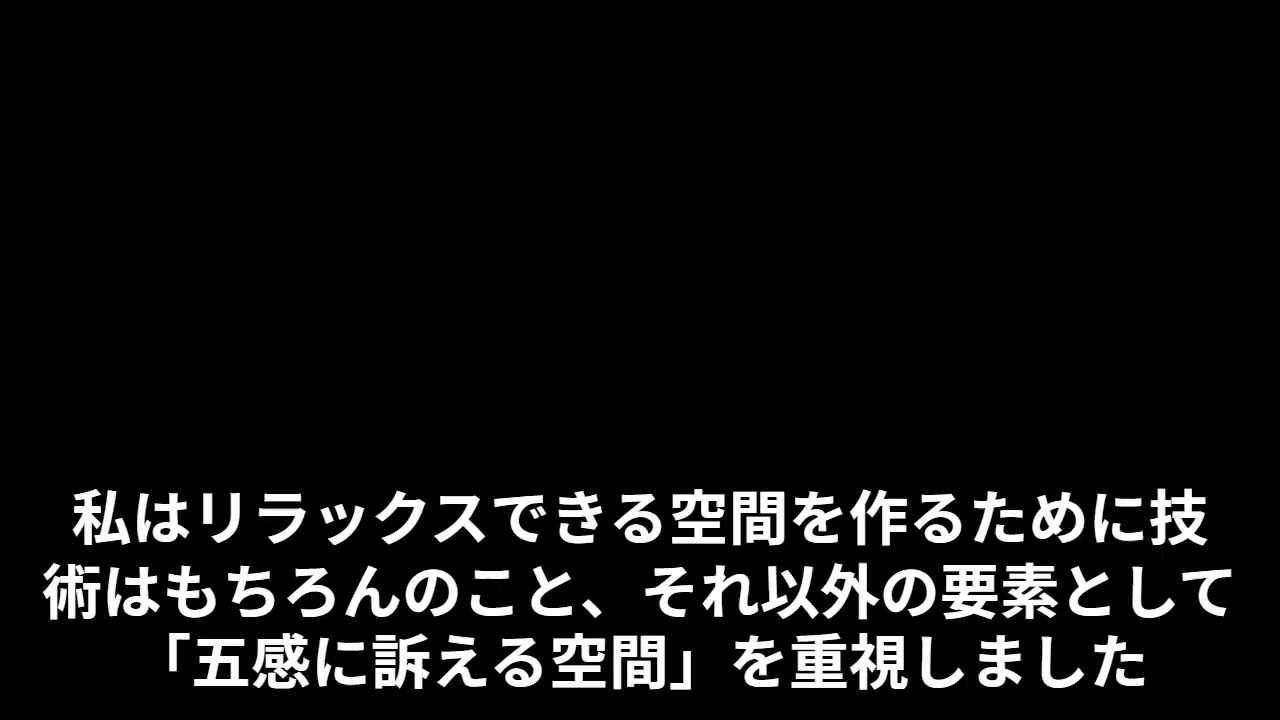 私はリラックスできる空間を作るために技
術はもちろんのこと、それ以外の要素として
「五感に訴える空間」を重視しました